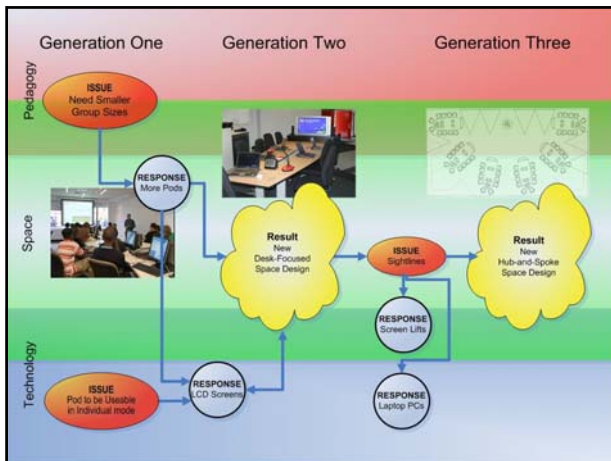 Generation One
Generation Two
Generation Three
Pedagogy
ISSUE
Need Smaller
Group Sizes
RESPONSE
More Pods
Space
Result
New
Desk-Focused
Space Design
ISSUE
Sightlines
Result
New
Hub-and-Spoke
Space Design
RESPONSE
Screen Lifts
Technology
ISSUE
Pod to be Useable
in Individual mode
RESPONSE
LCD Screens
RESPONSE
Laptop PCs